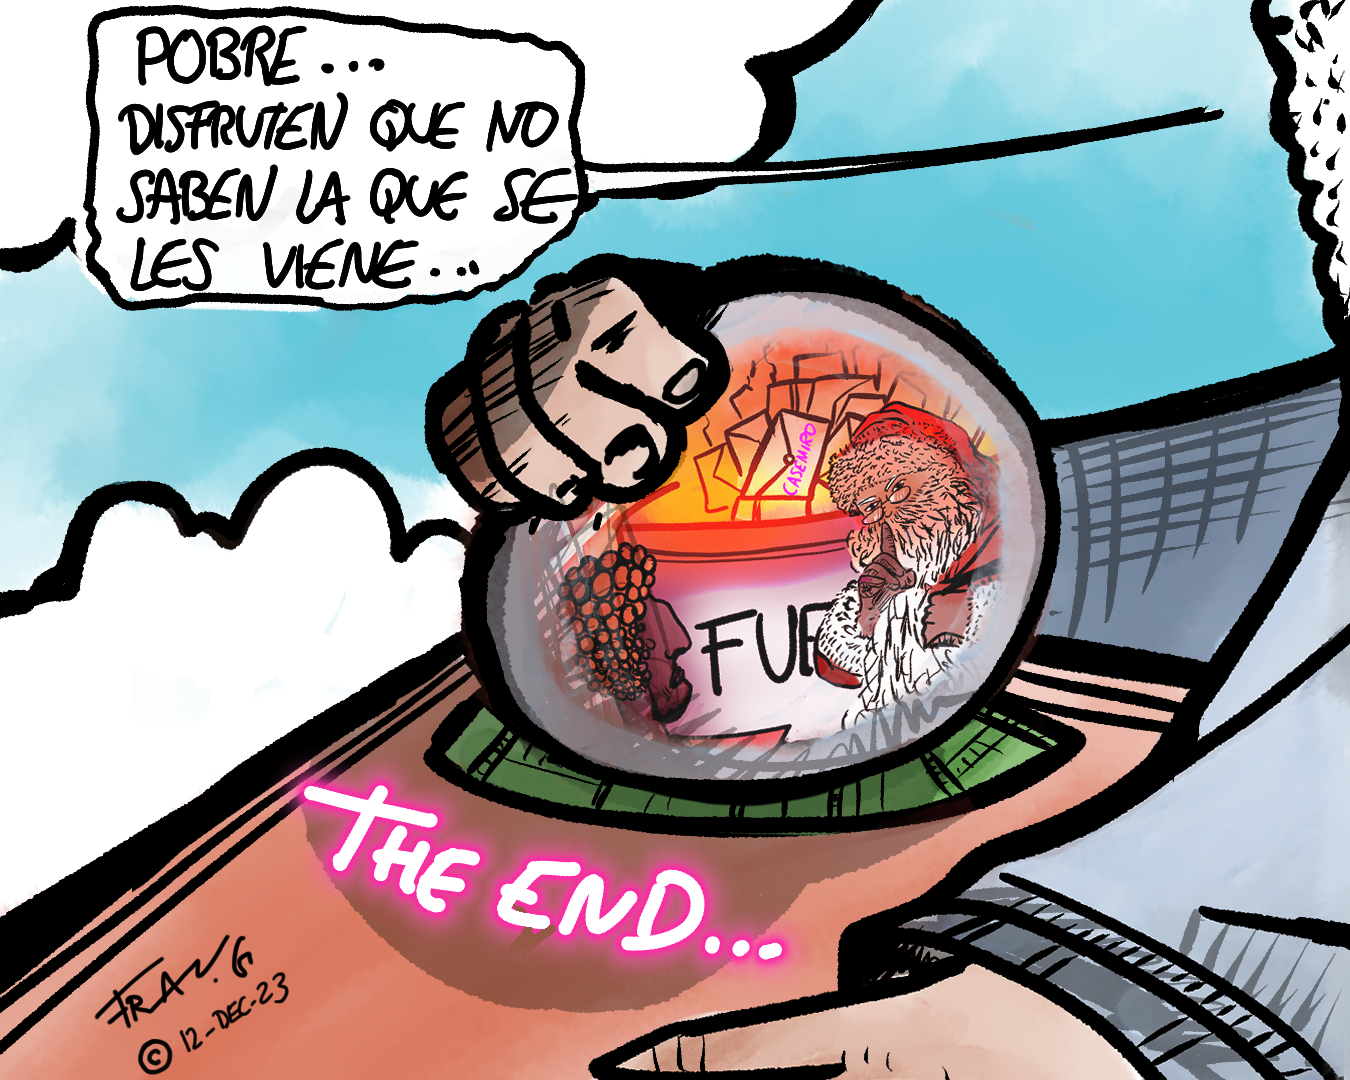 POBRE...
DISFRUTEN QUE NO
SABEN LA QUE SE
LES VIENE...
CASEMIRO
FUE
THE END...
FRAN.G
© 12-DEC-23